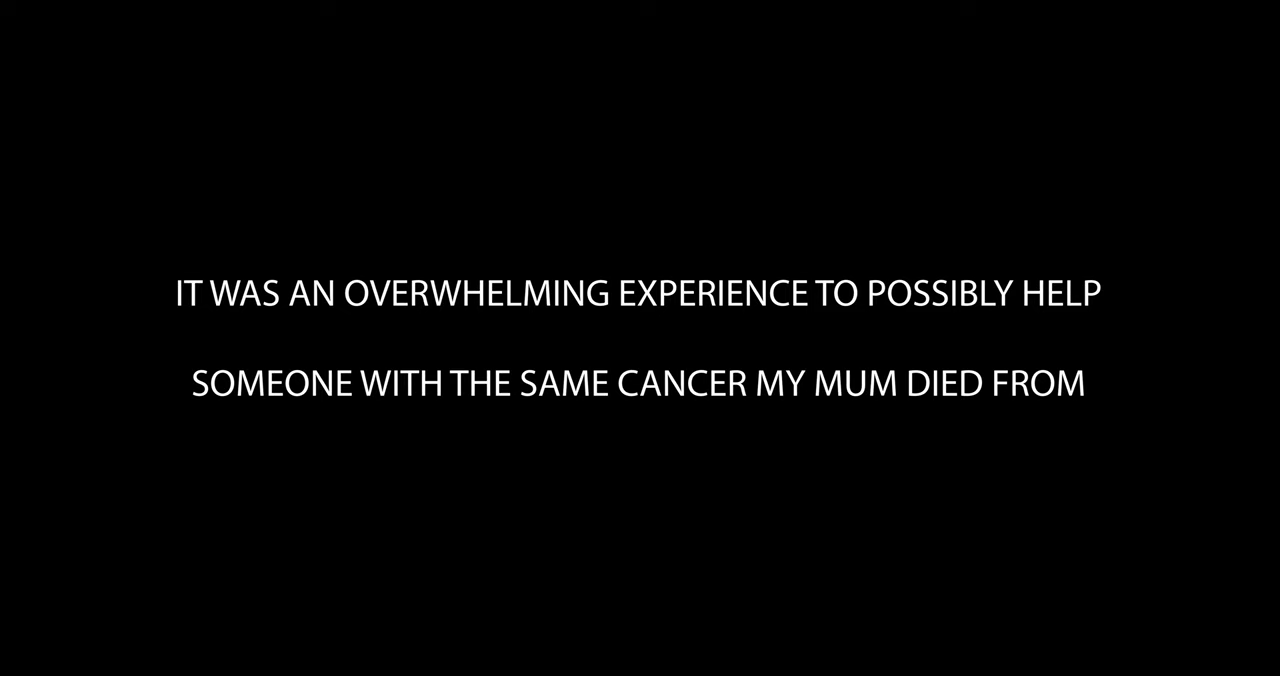 IT WAS AN OVERWHELMING EXPERIENCE TO POSSIBLY HELP
SOMEONE WITH THE SAME CANCER MY MUM DIED FROM